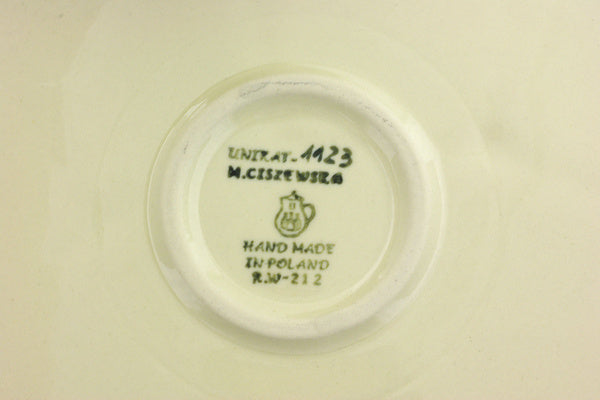 UNIKAT-1123
M.CISZEWSKA
HAND MADE
IN POLAND
R.W-212